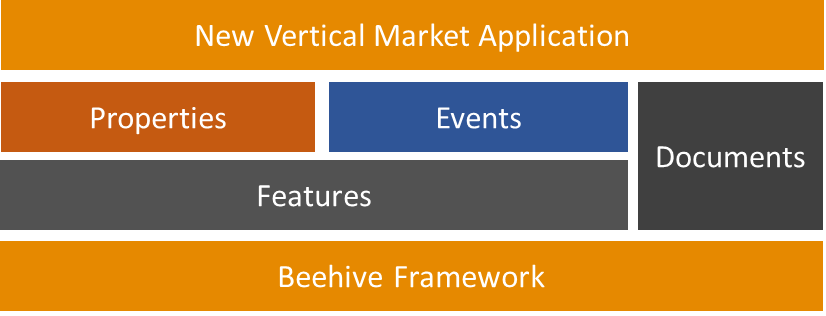 New Vertical Market Application
Properties
Events
Documents
Features
Beehive Framework